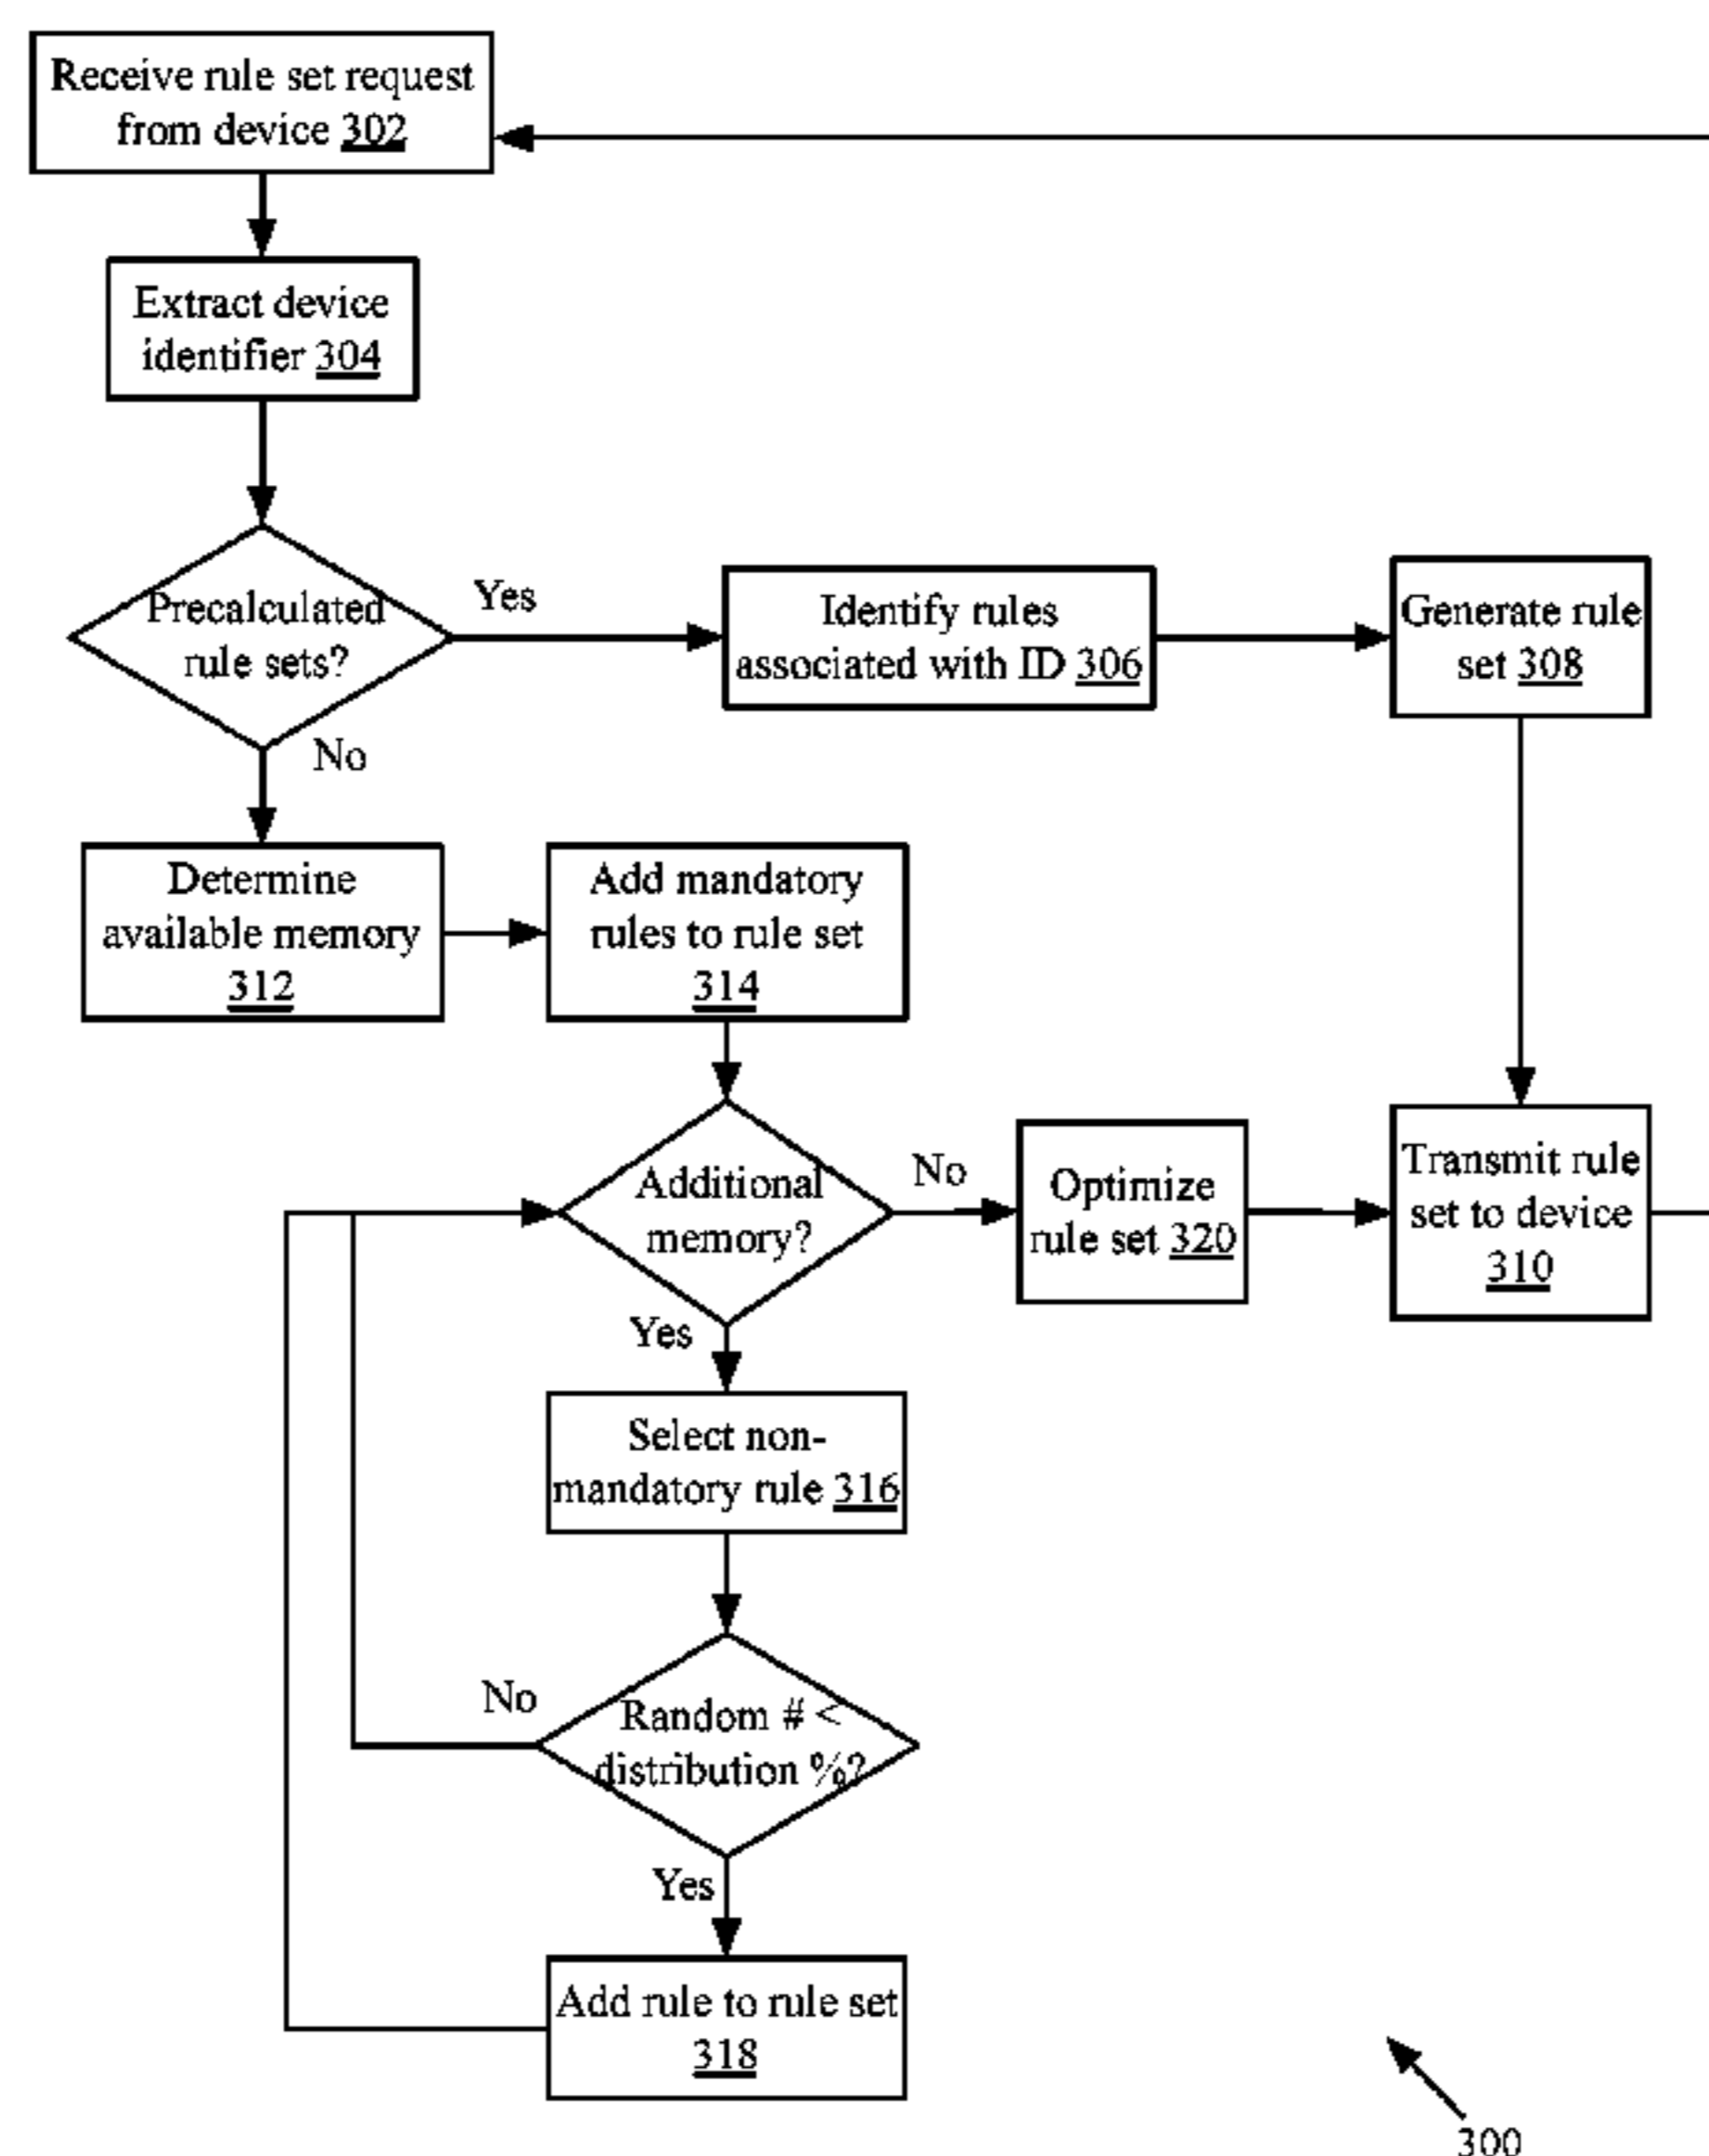 Receive rule set request
from device 302
Extract device
identifier 304
Precalculated
rule sets?
Yes
Identify rules
associated with ID 306
Generate rule
set 308
No
Determine
available memory
312
Add mandatory
rules to rule set
314
Additional
memory?
No
Optimize
rule set 320
Transmit rule
set to device
310
Yes
Select non-
mandatory rule 316
No
Random # <
distribution %?
Yes
Add rule to rule set
318
300